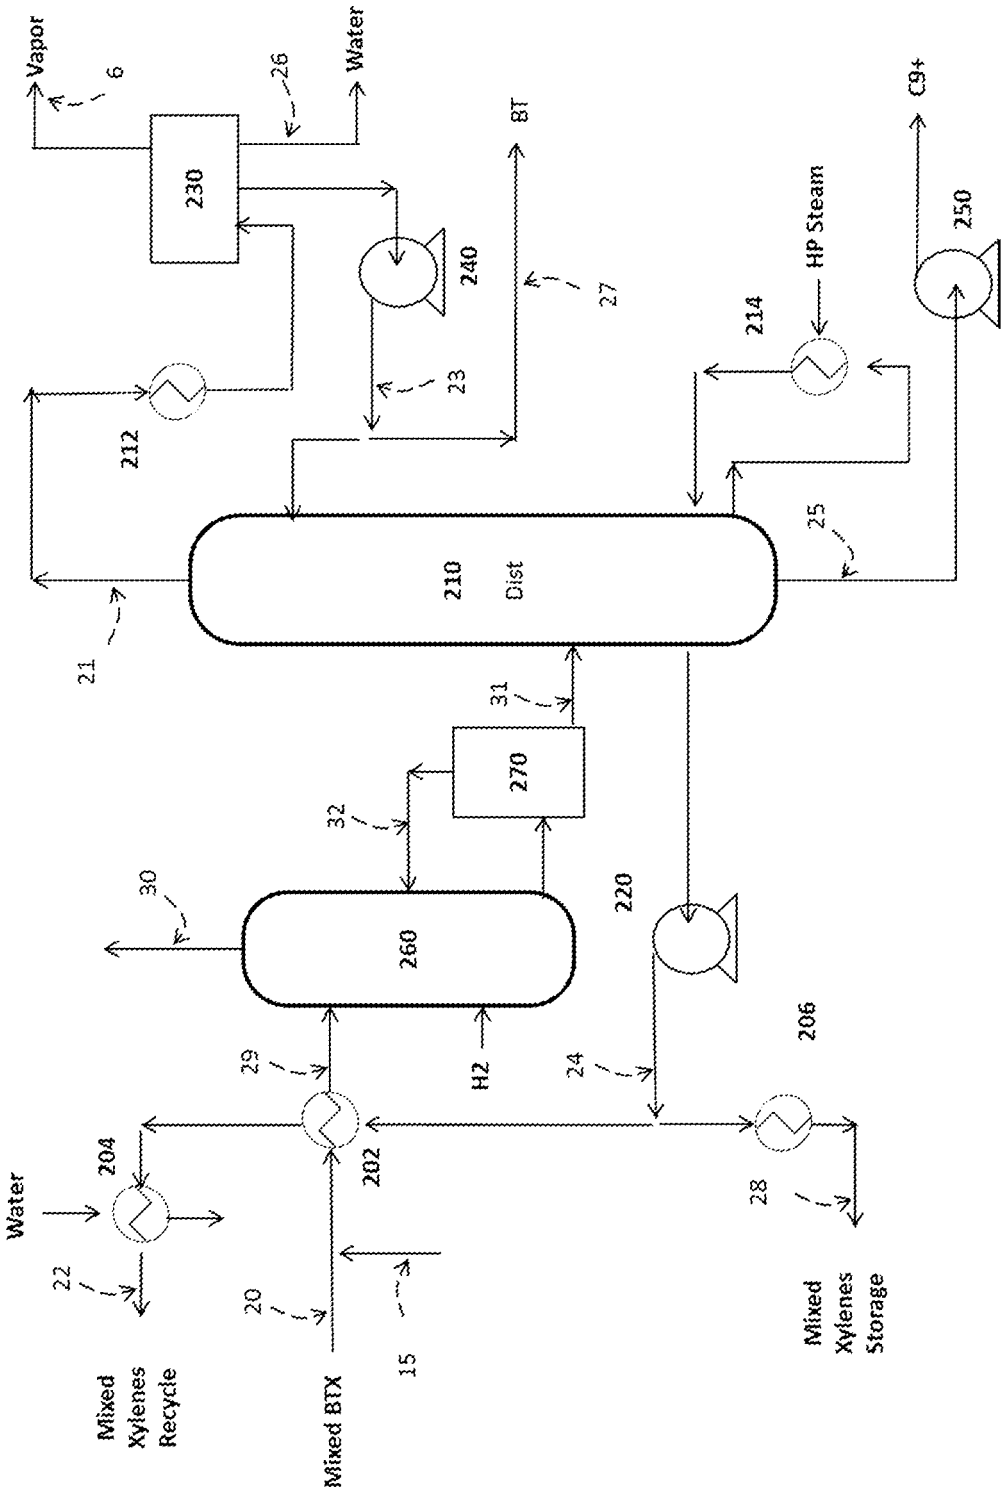 Vapor
6
26
Water
230
BT
C9+
240
27
HP Steam
250
23
214
212
25
210
Dist
21
31
270
32
30
220
260
24
206
29
H2
Water
204
202
28
22
20
15
Mixed
Xylenes
Recycle
Mixed BTX
Mixed
Xylenes
Storage